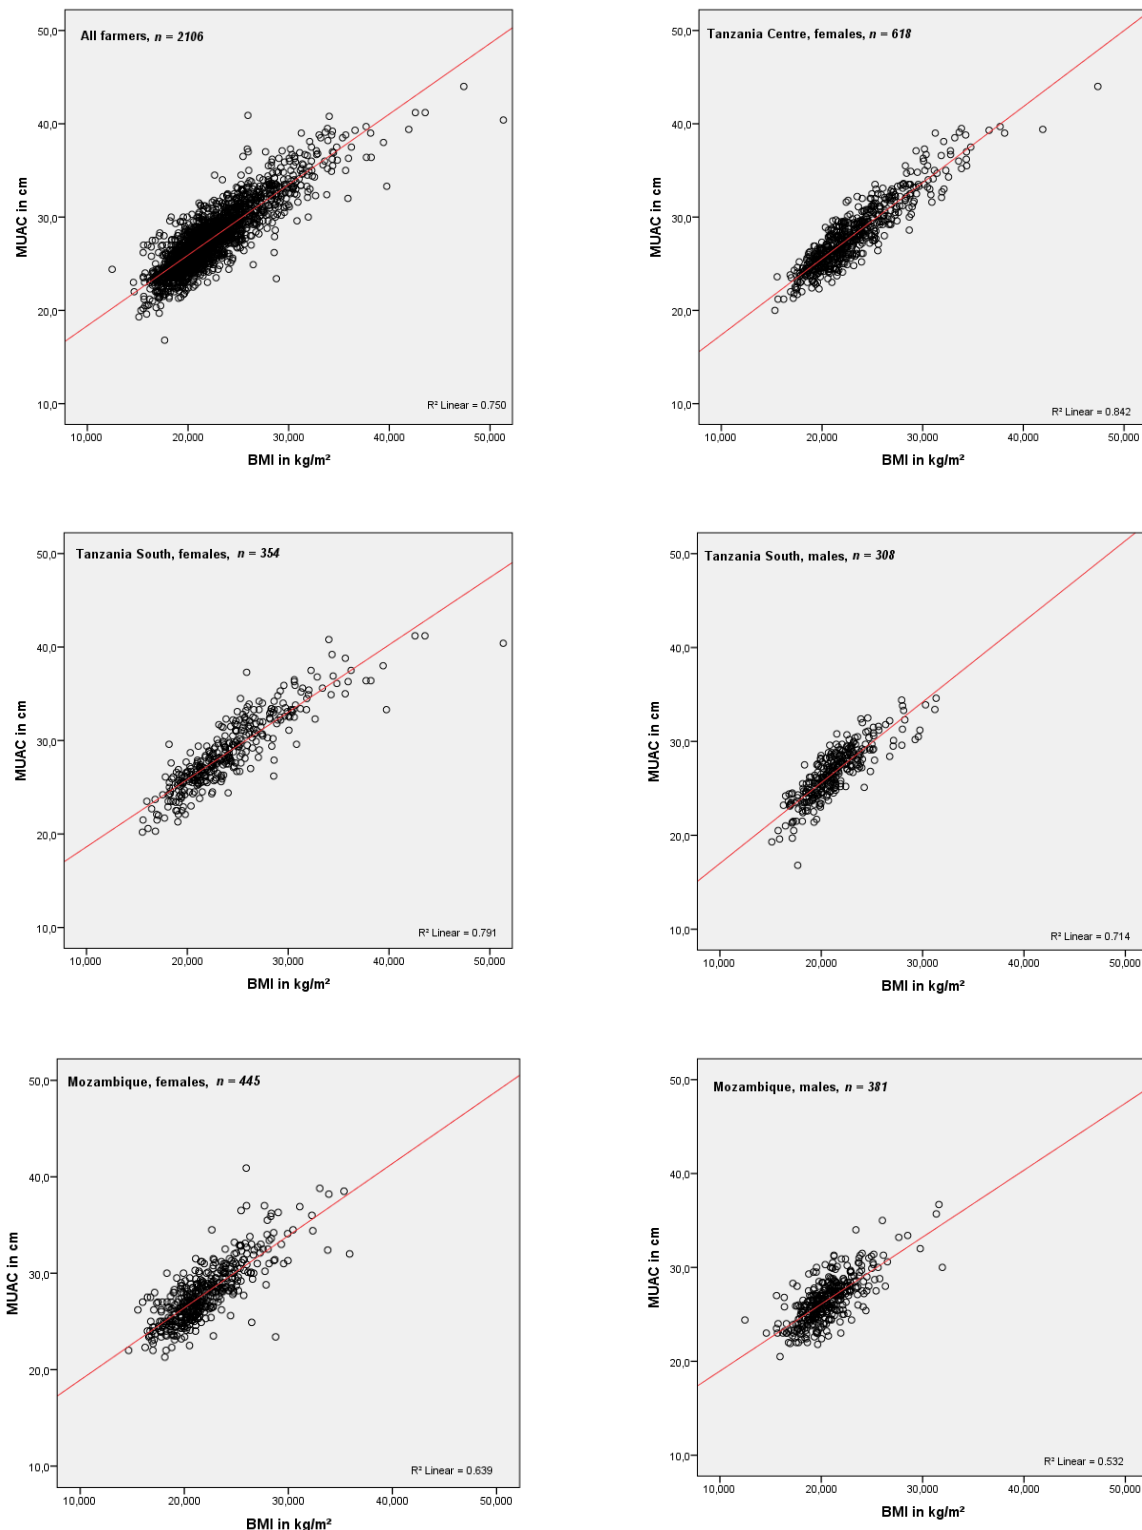 All farmers, n = 2106
50,0
40,0
30,0
20,0
10,0
MUAC in cm
R² Linear = 0.750
10,000 20,000 30,000 40,000 50,000
BMI in kg/m²
Tanzania Centre, females, n = 618
50,0
40,0
30,0
20,0
10,0
MUAC in cm
R² Linear = 0.842
10,000 20,000 30,000 40,000 50,000
BMI in kg/m²
Tanzania South, females, n = 354
50,0
40,0
30,0
20,0
10,0
MUAC in cm
R² Linear = 0.791
10,000 20,000 30,000 40,000 50,000
BMI in kg/m²
Tanzania South, males, n = 308
50,0
40,0
30,0
20,0
10,0
MUAC in cm
R² Linear = 0.714
10,000 20,000 30,000 40,000 50,000
BMI in kg/m²
Mozambique, females, n = 445
50,0
40,0
30,0
20,0
10,0
MUAC in cm
R² Linear = 0.639
10,000 20,000 30,000 40,000 50,000
BMI in kg/m²
Mozambique, males, n = 381
50,0
40,0
30,0
20,0
10,0
MUAC in cm
R² Linear = 0.532
10,000 20,000 30,000 40,000 50,000
BMI in kg/m²